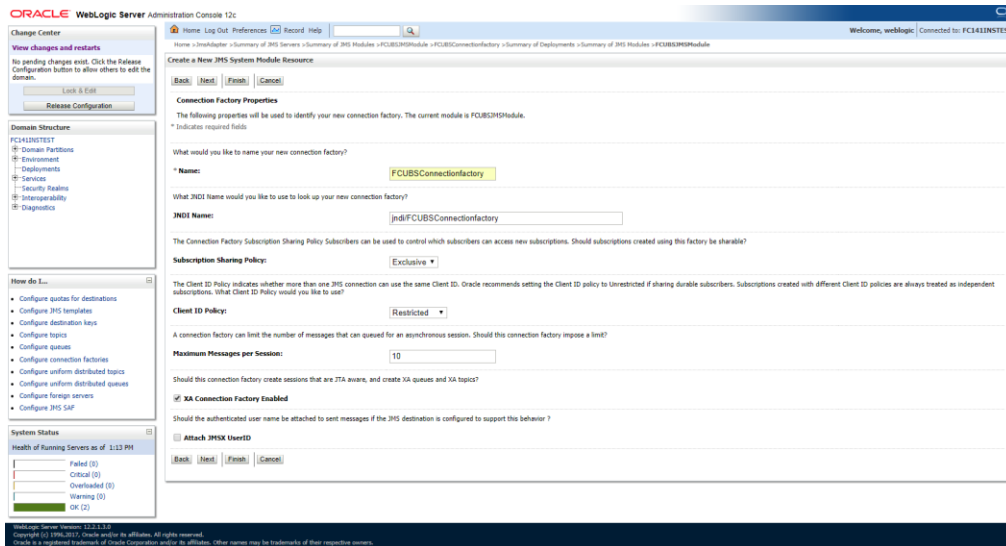 ORACLE WebLogic Server Administration Console 12c
Change Center
View changes and restarts
No pending changes exist. Click the Release
Configuration button to allow others to edit the
domain.
Lock & Edit
Release Configuration
Domain Structure
FC141INSTEST
Domain Partitions
Environment
Deployments
Services
Security Realms
Interoperability
Diagnostics
How do I...
Configure quotas for destinations
Configure JMS templates
Configure destination keys
Configure topics
Configure queues
Configure connection factories
Configure uniform distributed topics
Configure uniform distributed queues
Configure foreign servers
Configure JMS SAF
System Status
Health of Running Servers as of 1:13 PM
Failed (0)
Critical (0)
Overloaded (0)
Warning (0)
OK (2)
Home Log Out Preferences Record Help
Welcome, weblogic Connected to: FC141INSTES
Home >JmsAdapter >Summary of JMS Servers >Summary of JMS Modules >FCUBSJMSModule >FCUBSConnectionfactory >Summary of Deployments >Summary of JMS Modules >FCUBSJMSModule
Create a New JMS System Module Resource
Back Next Finish Cancel
Connection Factory Properties
The following properties will be used to identify your new connection factory. The current module is FCUBSJMSModule.
* Indicates required fields
What would you like to name your new connection factory?
* Name: FCUBSConnectionfactory
What JNDI Name would you like to use to look up your new connection factory?
JNDI Name: jndi/FCUBSConnectionfactory
The Connection Factory Subscription Sharing Policy Subscribers can be used to control which subscribers can access new subscriptions. Should subscriptions created using this factory be sharable?
Subscription Sharing Policy: Exclusive
The Client ID Policy indicates whether more than one JMS connection can use the same Client ID. Oracle recommends setting the Client ID policy to Unrestricted if sharing durable subscribers. Subscriptions created with different Client ID policies are always treated as independent
subscriptions. What Client ID Policy would you like to use?
Client ID Policy: Restricted
A connection factory can limit the number of messages that can queued for an asynchronous session. Should this connection factory impose a limit?
Maximum Messages per Session: 10
Should this connection factory create sessions that are JTA aware, and create XA queues and XA topics?
XA Connection Factory Enabled
Should the authenticated user name be attached to sent messages if the JMS destination is configured to support this behavior ?
Attach JMSX UserID
Back Next Finish Cancel
WebLogic Server Version: 12.2.1.3.0
Copyright (c) 1996,2017, Oracle and/or its affiliates. All rights reserved.
Oracle is a registered trademark of Oracle Corporation and/or its affiliates. Other names may be trademarks of their respective owners.